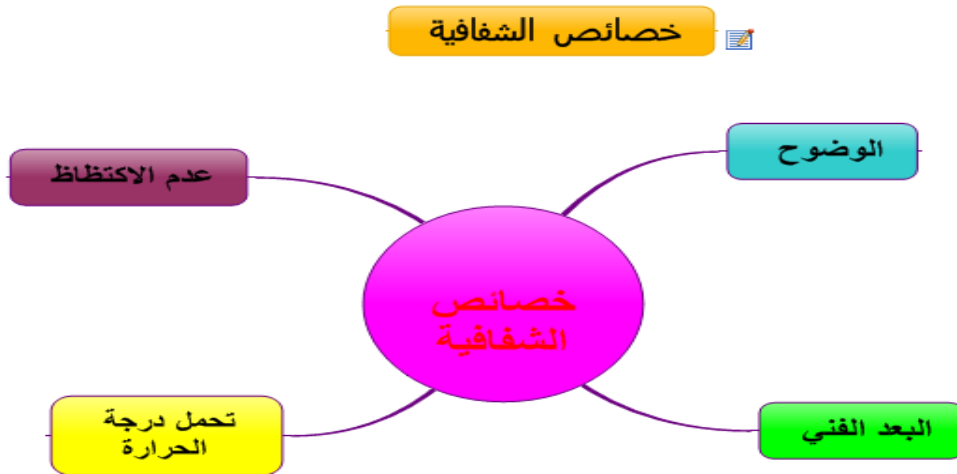 خصائص الشفافية
الوضوح
عدم الاكتظاظ
خصائص
الشفافية
تحمل درجة
الحرارة
البعد الفني